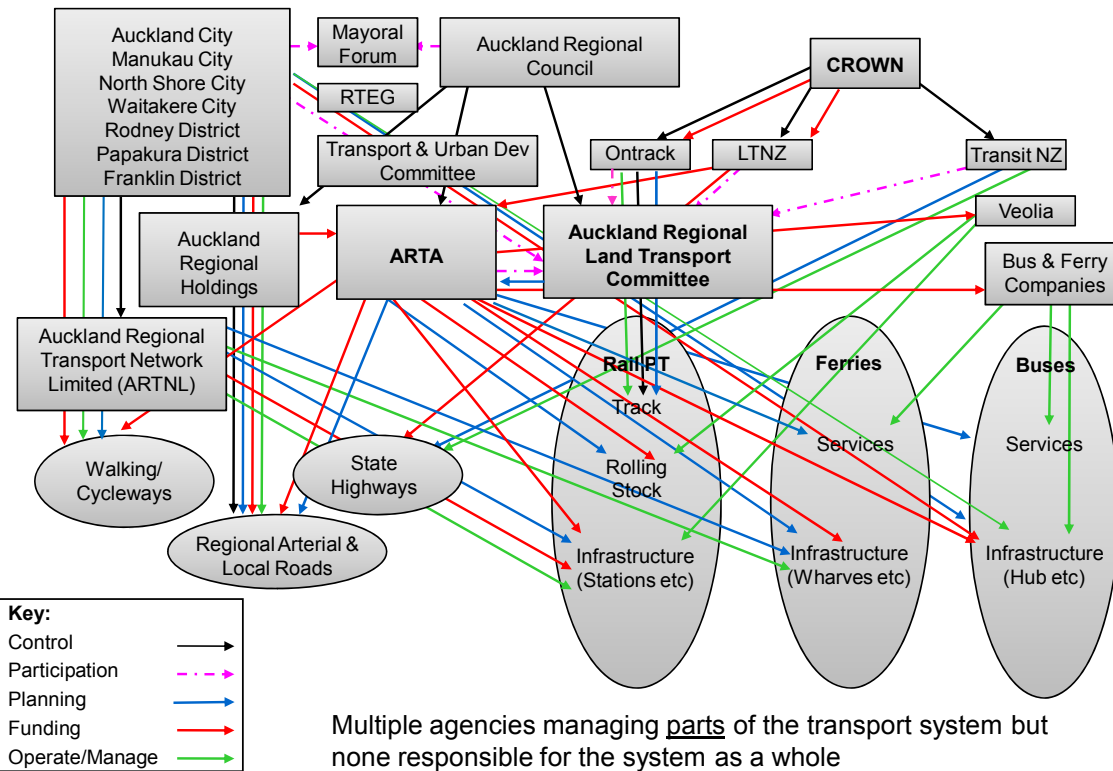 Auckland City
Manukau City
North Shore City
Waitakere City
Rodney District
Papakura District
Franklin District
Mayoral
Forum
Auckland Regional
Council
CROWN
RTEG
Transport & Urban Dev
Committee
Ontrack
LTNZ
Transit NZ
Veolia
Auckland
Regional
Holdings
ARTA
Auckland Regional
Land Transport
Committee
Bus & Ferry
Companies
Auckland Regional
Transport Network
Limited (ARTNL)
Rail PT
Track
Rolling
Stock
Infrastructure
(Stations etc)
Ferries
Services
Infrastructure
(Wharves etc)
Buses
Services
Infrastructure
(Hub etc)
Walking/
Cycleways
State
Highways
Regional Arterial &
Local Roads
Key:
Control
Participation
Planning
Funding
Operate/Manage
Multiple agencies managing parts of the transport system but
none responsible for the system as a whole